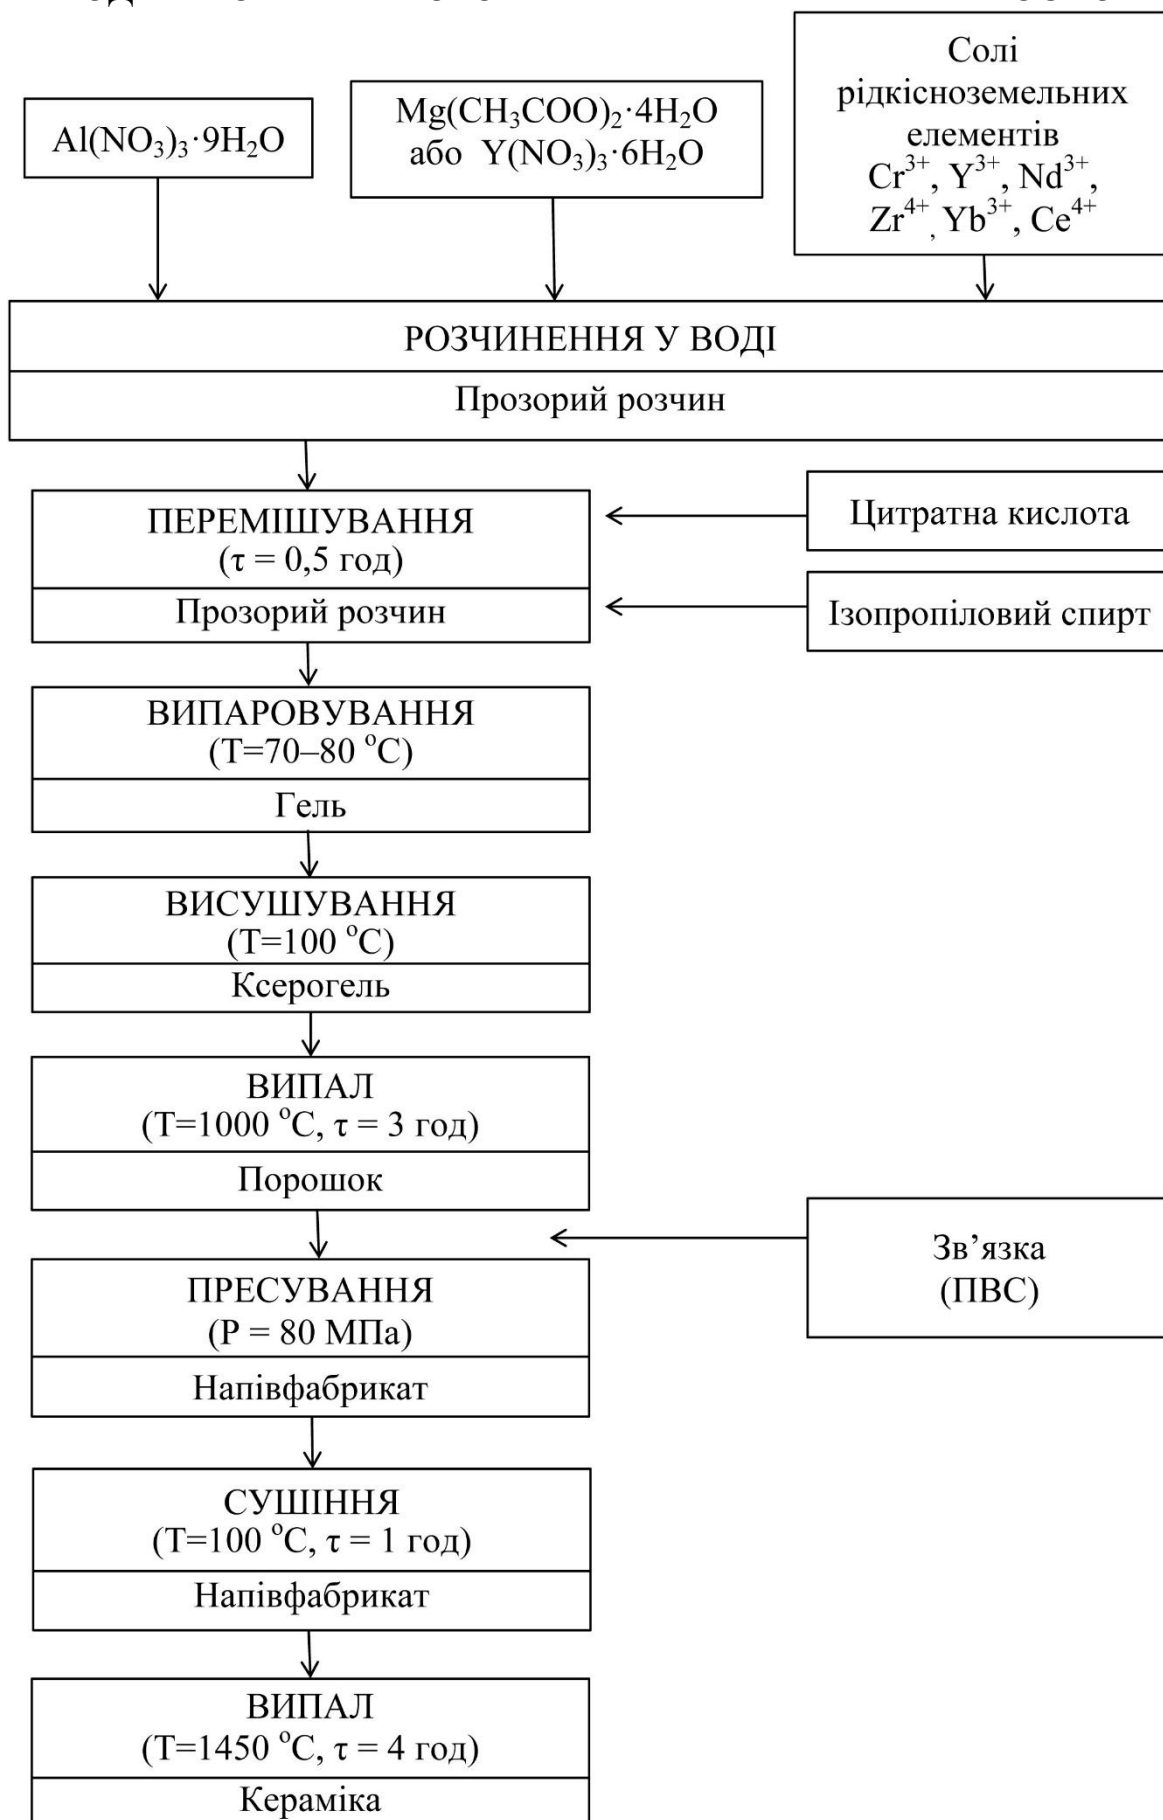 Al(NO₃)₃·9H₂O
Mg(CH₃COO)₂·4H₂O
або Y(NO₃)₃·6H₂O
Солі
рідкісноземельних
елементів
Cr³⁺, Y³⁺, Nd³⁺,
Zr⁴⁺, Yb³⁺, Ce⁴⁺
РОЗЧИНЕННЯ У ВОДІ
Прозорий розчин
ПЕРЕМІШУВАННЯ
(τ = 0,5 год)
Прозорий розчин
Цитратна кислота
Ізопропіловий спирт
ВИПАРОВУВАННЯ
(Т=70–80 °С)
Гель
ВИСУШУВАННЯ
(Т=100 °С)
Ксерогель
ВИПАЛ
(Т=1000 °С, τ = 3 год)
Порошок
Зв’язка
(ПВС)
ПРЕСУВАННЯ
(Р = 80 МПа)
Напівфабрикат
СУШІННЯ
(Т=100 °С, τ = 1 год)
Напівфабрикат
ВИПАЛ
(Т=1450 °С, τ = 4 год)
Кераміка